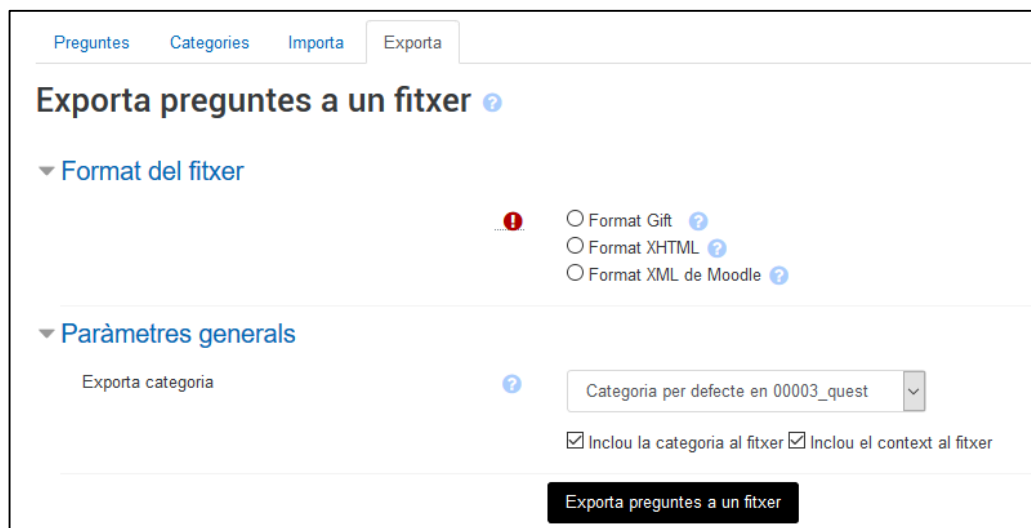 Preguntes Categories Importa Exporta
Exporta preguntes a un fitxer ?
Format del fitxer
! Format Gift ?
Format XHTML ?
Format XML de Moodle ?
Paràmetres generals
Exporta categoria ? Categoria per defecte en 00003_quest
Inclou la categoria al fitxer Inclou el context al fitxer
Exporta preguntes a un fitxer